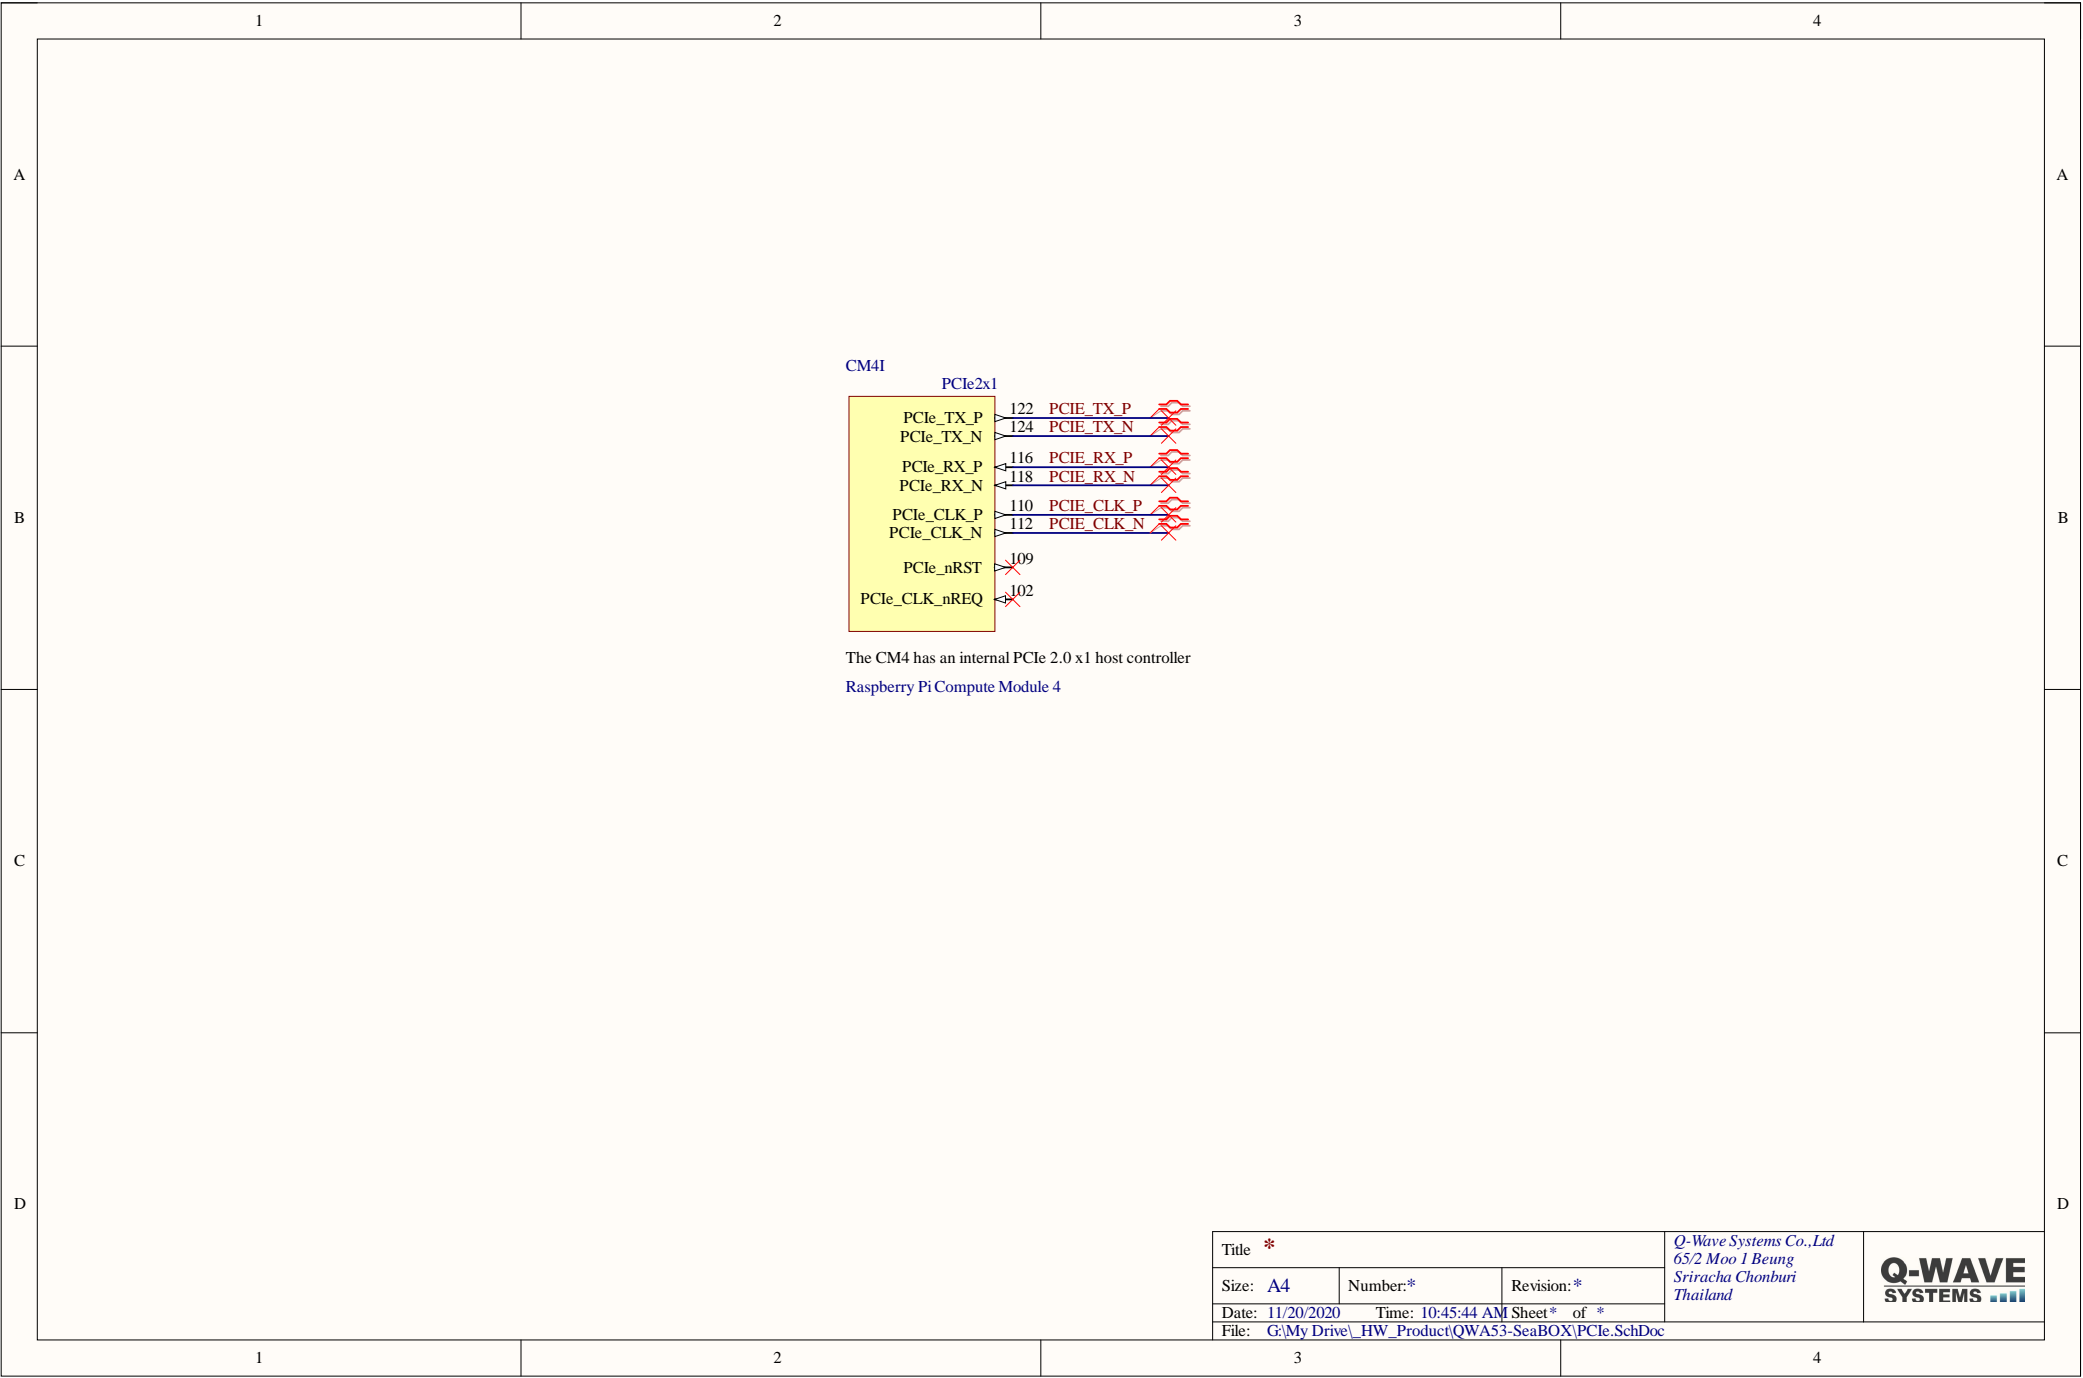 1 2 3 4
A A
CM4I
PCIe2x1
PCIe_TX_P 122 PCIE_TX_P
PCIe_TX_N 124 PCIE_TX_N
PCIe_RX_P 116 PCIE_RX_P
PCIe_RX_N 118 PCIE_RX_N
B B
PCIe_CLK_P 110 PCIE_CLK_P
PCIe_CLK_N 112 PCIE_CLK_N
PCIe_nRST 109
PCIe_CLK_nREQ 102
The CM4 has an internal PCIe 2.0 x1 host controller
Raspberry Pi Compute Module 4
C C
D D
Title *
Size: A4 Number:* Revision:*
Date: 11/20/2020 Time: 10:45:44 AM Sheet* of *
File: G:\My Drive\_HW_Product\QWA53-SeaBOX\PCIe.SchDoc
Q-Wave Systems Co.,Ltd
65/2 Moo 1 Beung
Sriracha Chonburi
Thailand
Q-WAVE
SYSTEMS
1 2 3 4